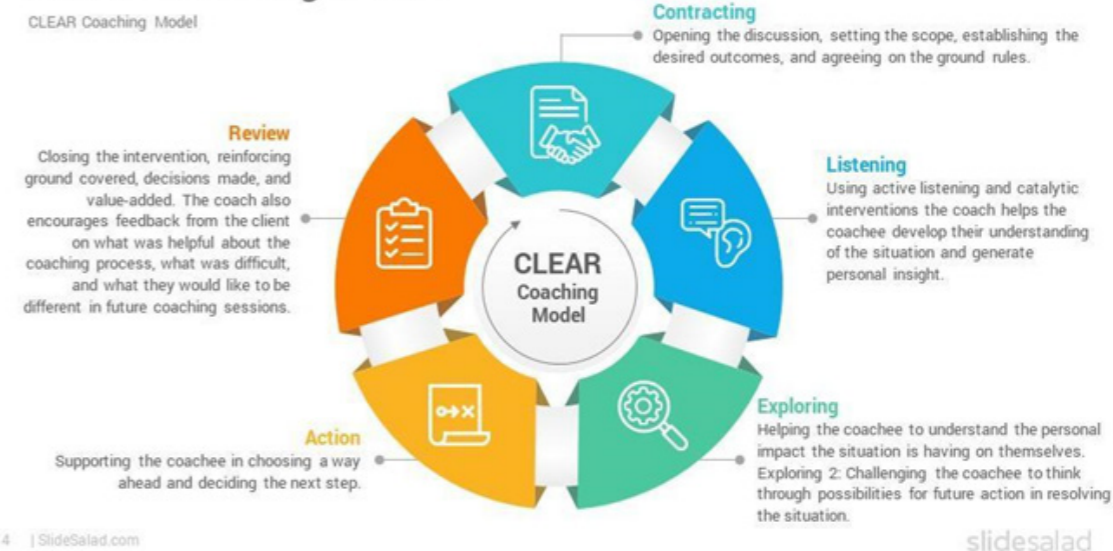 CLEAR Coaching Model
Contracting
Opening the discussion, setting the scope, establishing the
desired outcomes, and agreeing on the ground rules.
Listening
Using active listening and catalytic
interventions the coach helps the
coachee develop their understanding
of the situation and generate
personal insight.
Exploring
Helping the coachee to understand the personal
impact the situation is having on themselves.
Exploring 2: Challenging the coachee to think
through possibilities for future action in resolving
the situation.
Action
Supporting the coachee in choosing a way
ahead and deciding the next step.
Review
Closing the intervention, reinforcing
ground covered, decisions made, and
value-added. The coach also
encourages feedback from the client
on what was helpful about the
coaching process, what was difficult,
and what they would like to be
different in future coaching sessions.
CLEAR
Coaching
Model
4 | SlideSalad.com
slidesalad